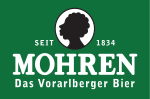 SEIT 1834
MOHREN
Das Vorarlberger Bier